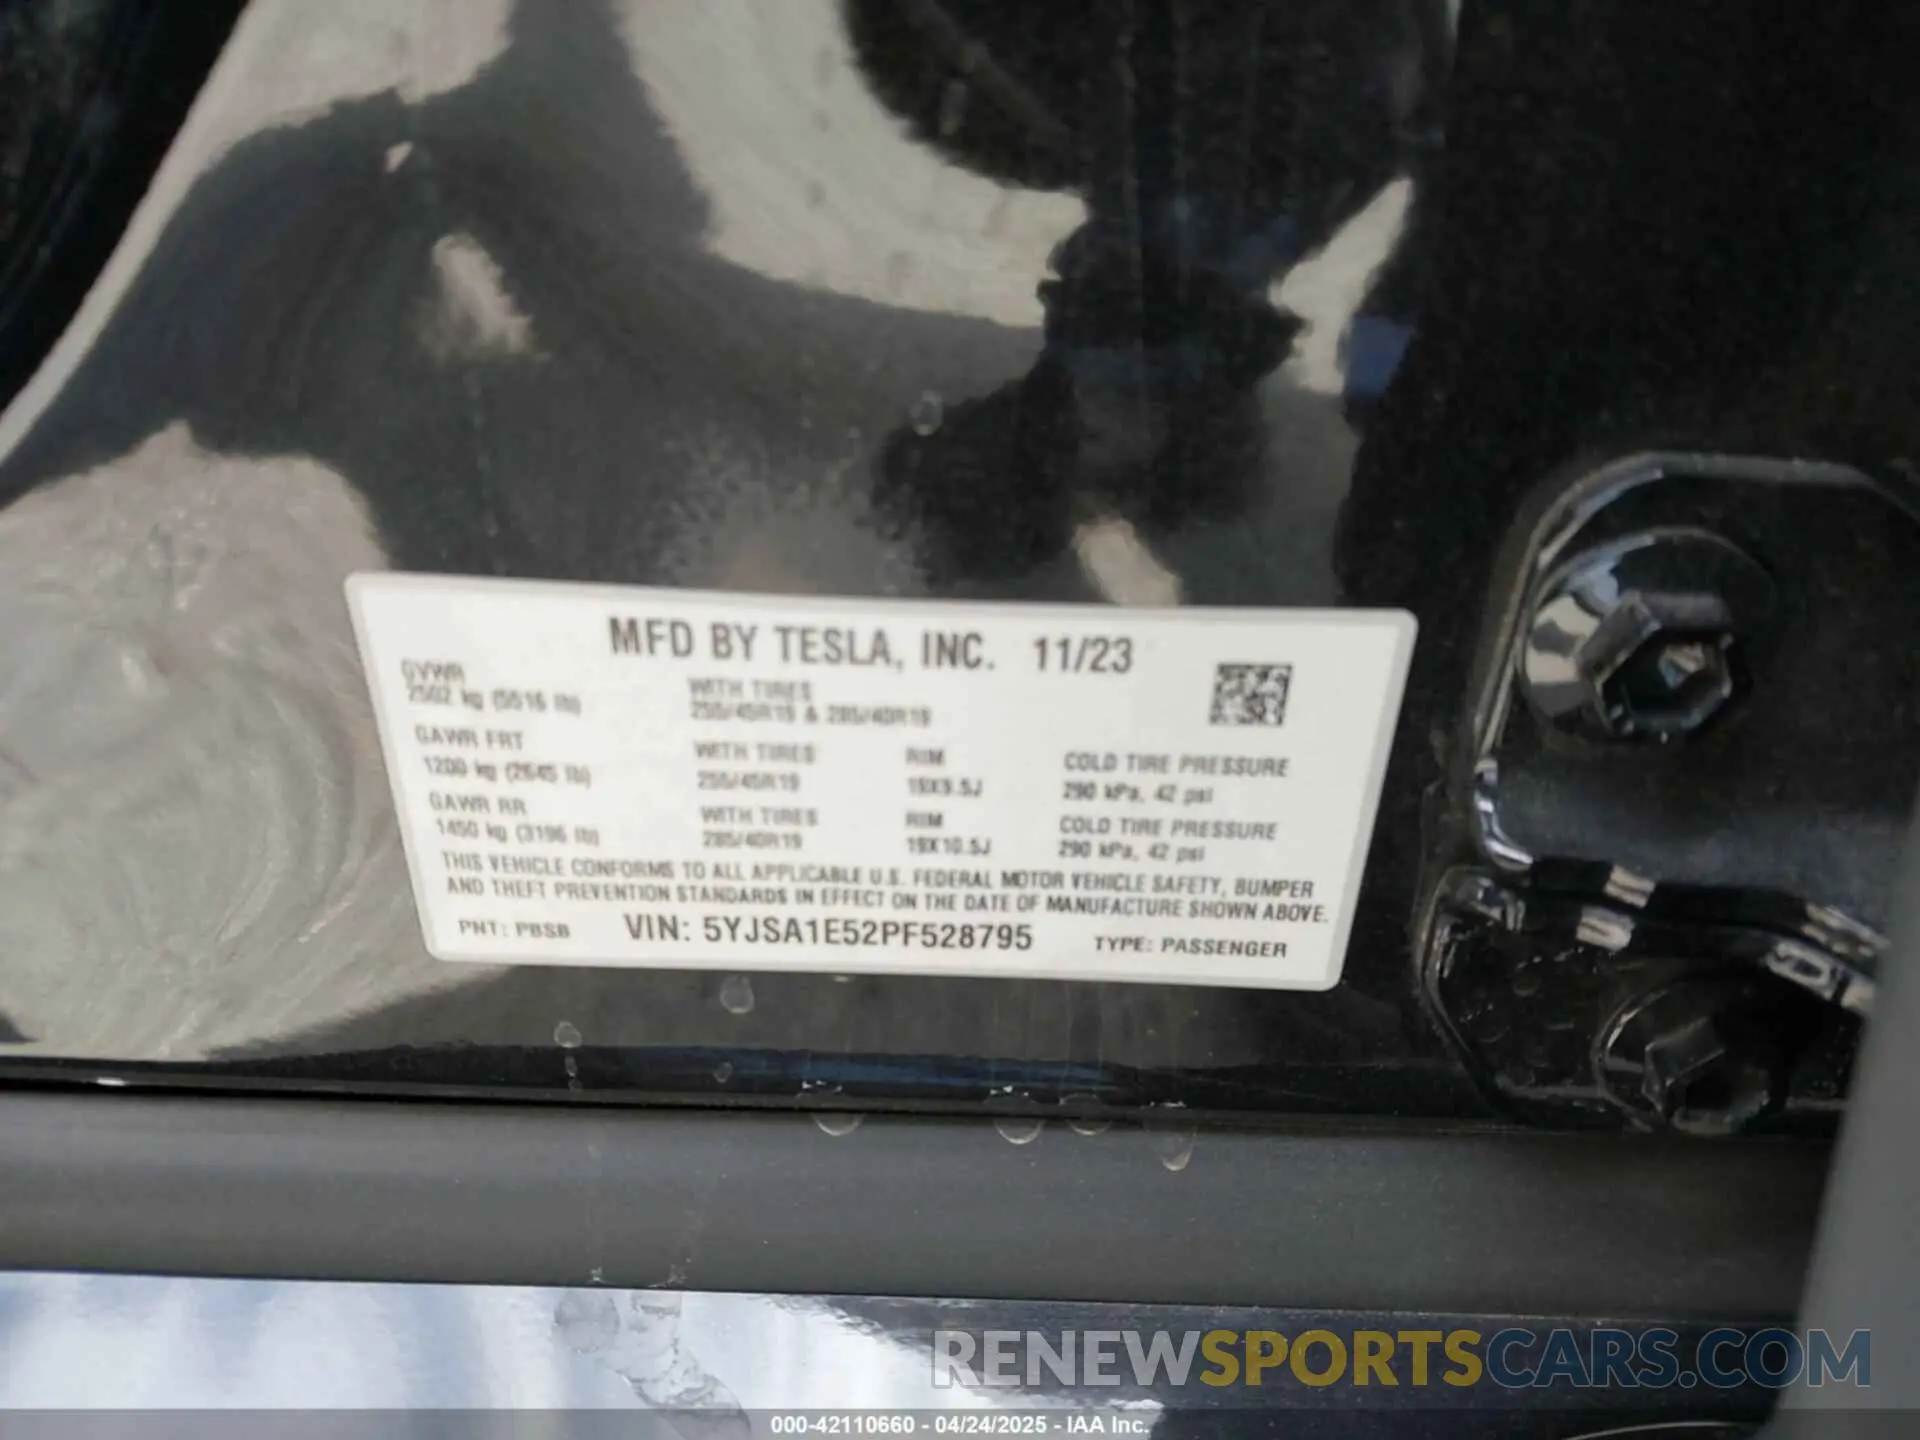 MFD BY TESLA, INC. 11/23
GVWR
2502 kg (5516 lb)
WITH TIRES
255/45R19 & 285/40R19
GAWR FRT
1200 kg (2645 lb)
WITH TIRES
255/45R19
RIM
19X9.5J
COLD TIRE PRESSURE
290 kPa, 42 psi
GAWR RR
1450 kg (3196 lb)
WITH TIRES
285/40R19
RIM
19X10.5J
COLD TIRE PRESSURE
290 kPa, 42 psi
THIS VEHICLE CONFORMS TO ALL APPLICABLE U.S. FEDERAL MOTOR VEHICLE SAFETY, BUMPER
AND THEFT PREVENTION STANDARDS IN EFFECT ON THE DATE OF MANUFACTURE SHOWN ABOVE.
PNT: PBSB VIN: 5YJSA1E52PF528795 TYPE: PASSENGER
RENEWSPORTSCARS.COM
000-42110660 - 04/24/2025 - IAA Inc.